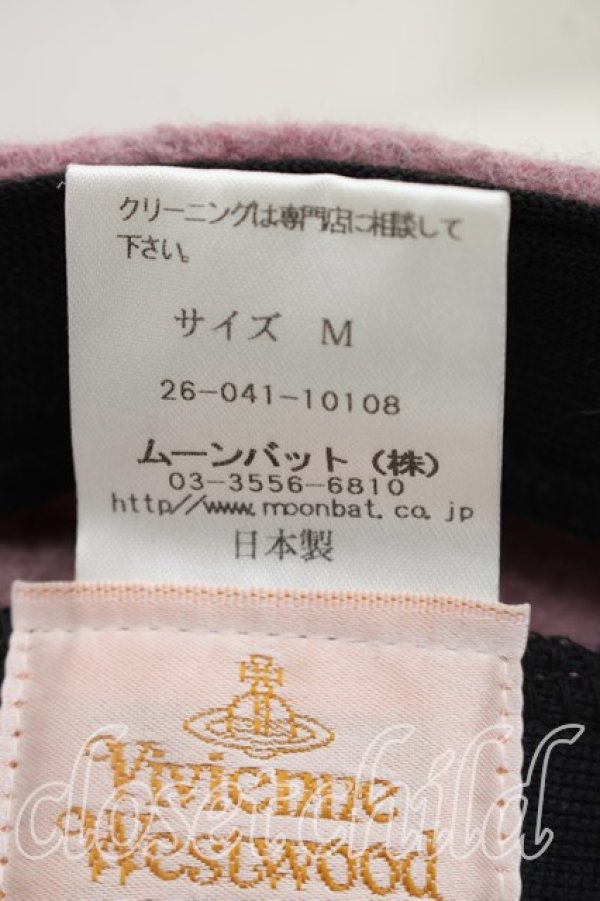 クリーニングは専門店に相談して
下さい。
サイズ M
26-041-10108
ムーンバット（株）
03-3556-6810
http//www.moonbat.co.jp
日本製
Vivienne
Westwood
closet child